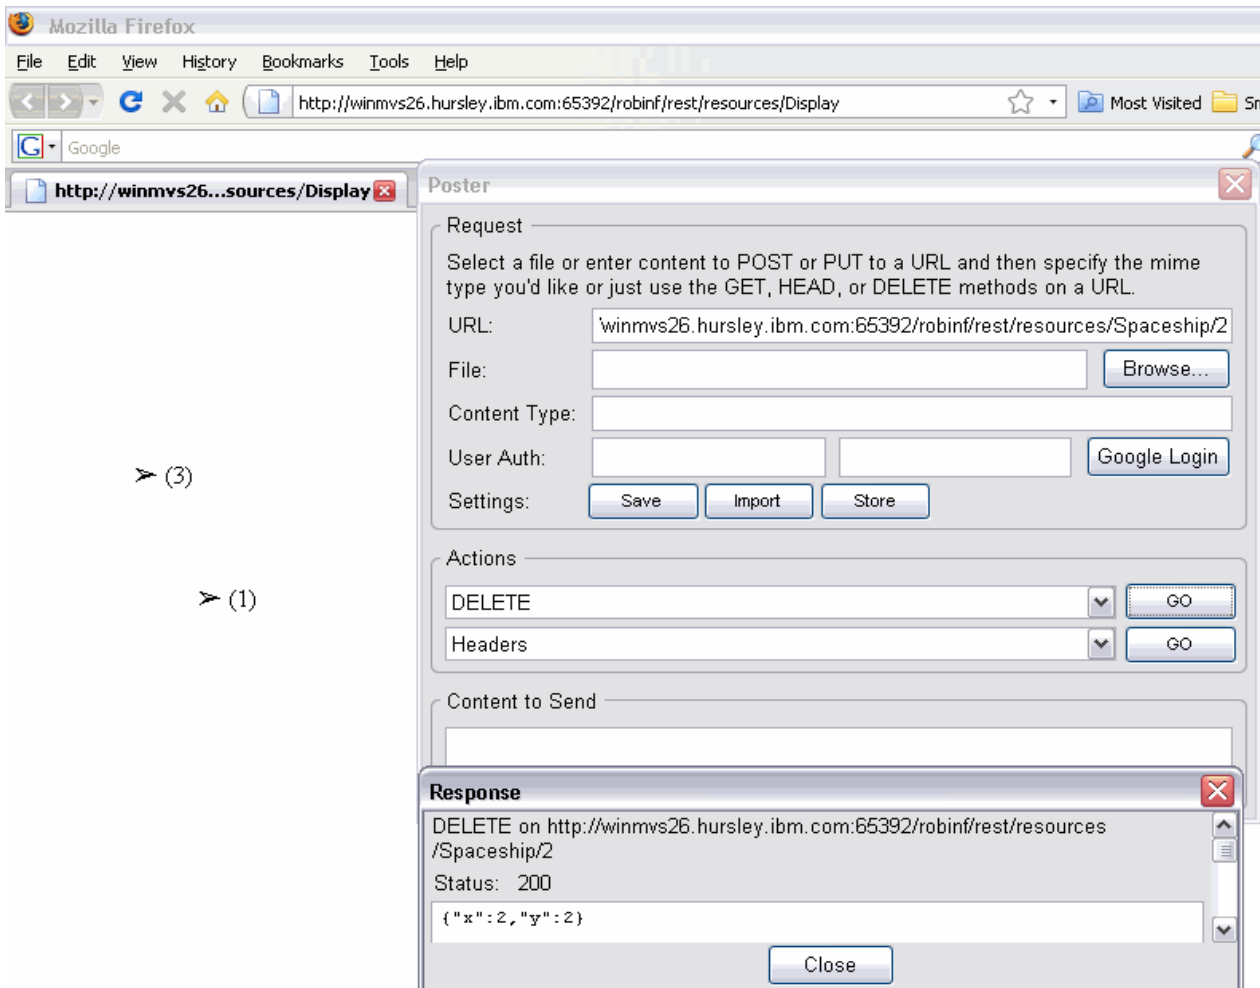 Mozilla Firefox
File Edit View History Bookmarks Tools Help
http://winmvs26.hursley.ibm.com:65392/robinf/rest/resources/Display Most Visited
G Google
http://winmvs26...sources/Display
Poster
Request
Select a file or enter content to POST or PUT to a URL and then specify the mime
type you'd like or just use the GET, HEAD, or DELETE methods on a URL.
URL: winmvs26.hursley.ibm.com:65392/robinf/rest/resources/Spaceship/2
File: Browse...
Content Type:
User Auth: Google Login
➢ (3)
Settings: Save Import Store
Actions
➢ (1)
DELETE GO
Headers GO
Content to Send
Response
DELETE on http://winmvs26.hursley.ibm.com:65392/robinf/rest/resources
/Spaceship/2
Status: 200
{"x":2,"y":2}
Close